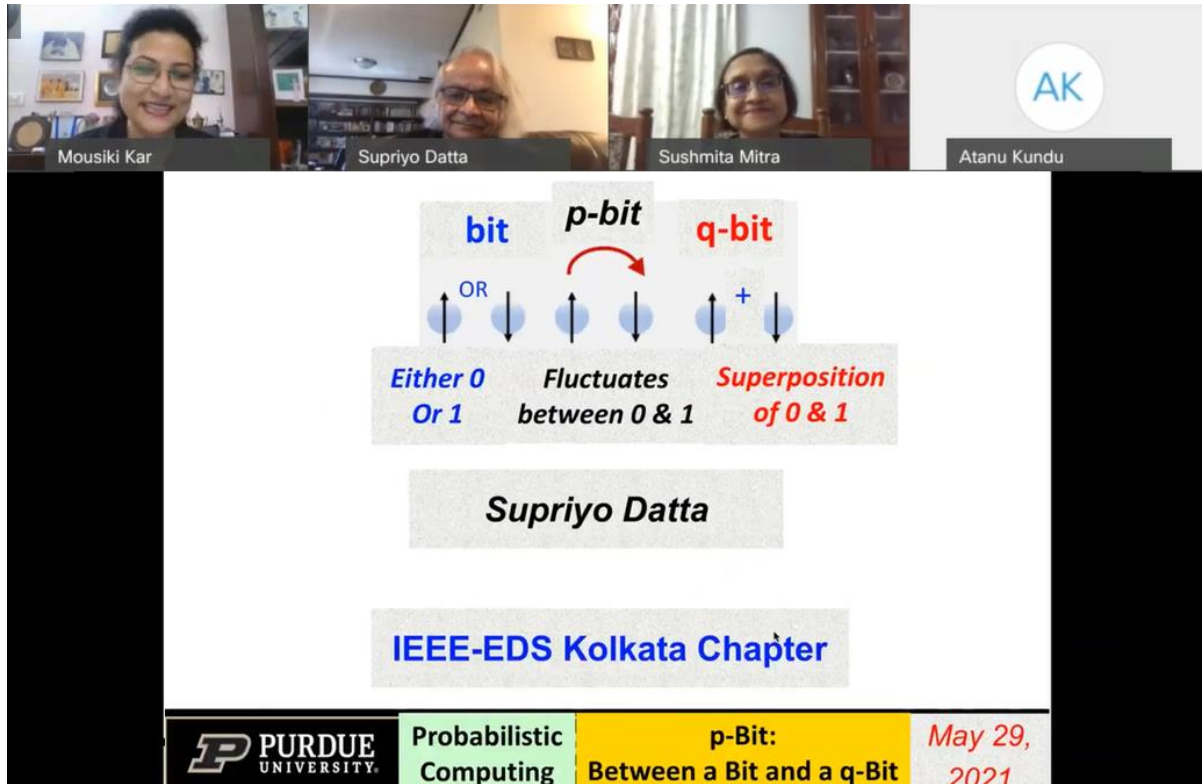 Mousiki Kar
Supriyo Datta
Sushmita Mitra
AK
Atanu Kundu
bit
p-bit
q-bit
OR
+
Either 0
Or 1
Fluctuates
between 0 & 1
Superposition
of 0 & 1
Supriyo Datta
IEEE-EDS Kolkata Chapter
P PURDUE
UNIVERSITY.
Probabilistic
Computing
p-Bit:
Between a Bit and a q-Bit
May 29,
2021